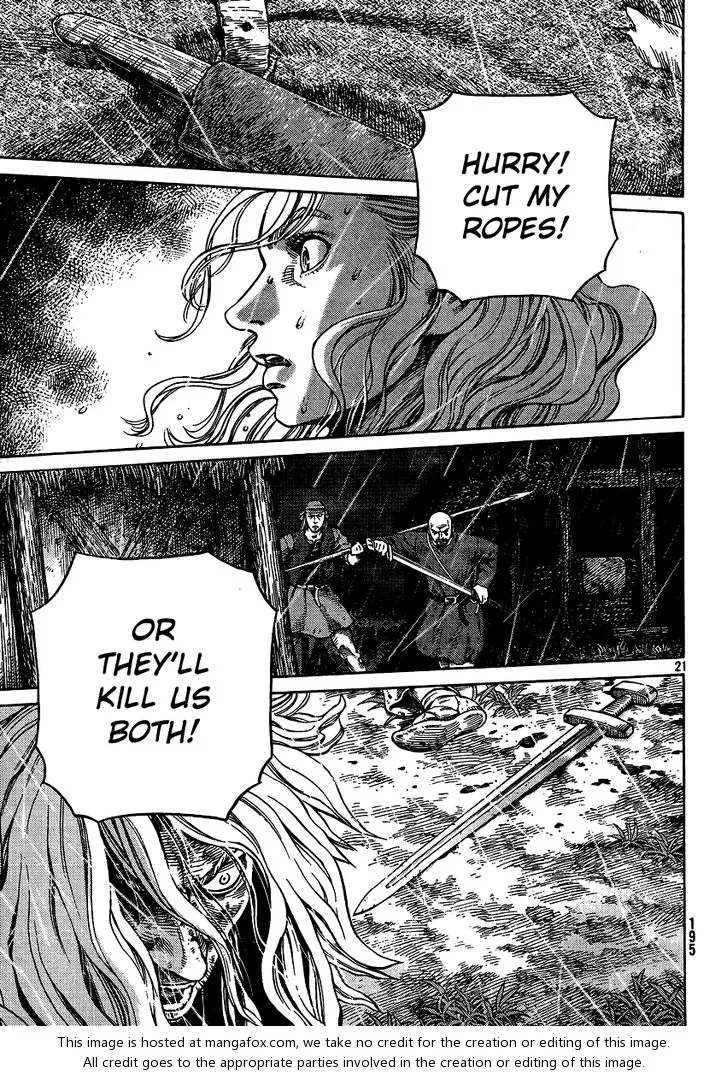 HURRY!
CUT MY
ROPES!
OR
THEY'LL
KILL US
BOTH!
21
195
This image is hosted at mangafox.com, we take no credit for the creation or editing of this image.
All credit goes to the appropriate parties involved in the creation or editing of this image.